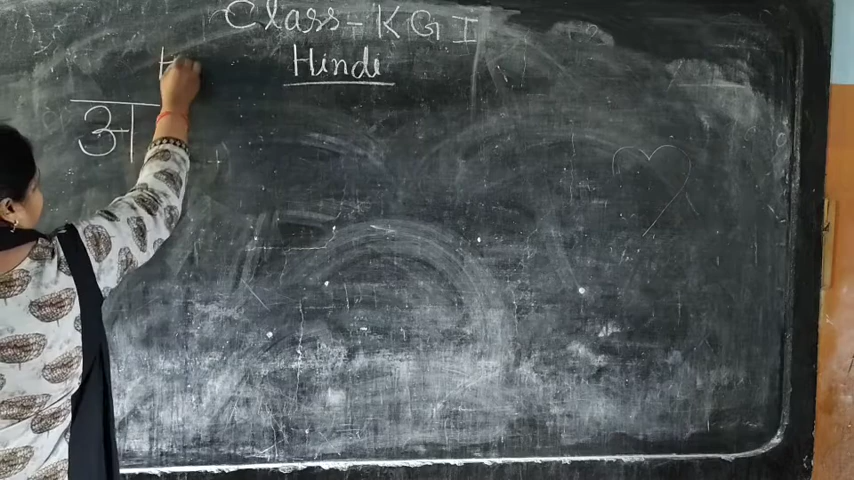 Class - KG I
Hindi
अ